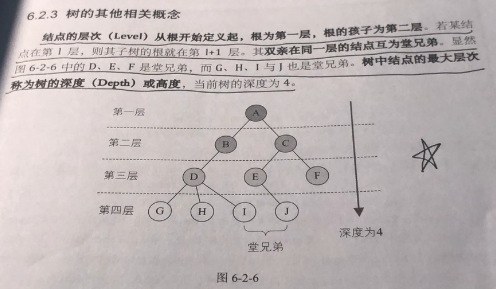 6.2.3 树的其他相关概念
结点的层次（Level）从根开始定义起，根为第一层，根的孩子为第二层。若某结
点在第 l 层，则其子树的根就在第 l+1 层。其双亲在同一层的结点互为堂兄弟。显然
图 6-2-6 中的 D、E、F 是堂兄弟，而 G、H、I 与 J 也是堂兄弟。树中结点的最大层次
称为树的深度（Depth）或高度，当前树的深度为 4。
第一层
A
第二层
B
C
第三层
D
E
F
第四层
G
H
I
J
堂兄弟
深度为4
图 6-2-6